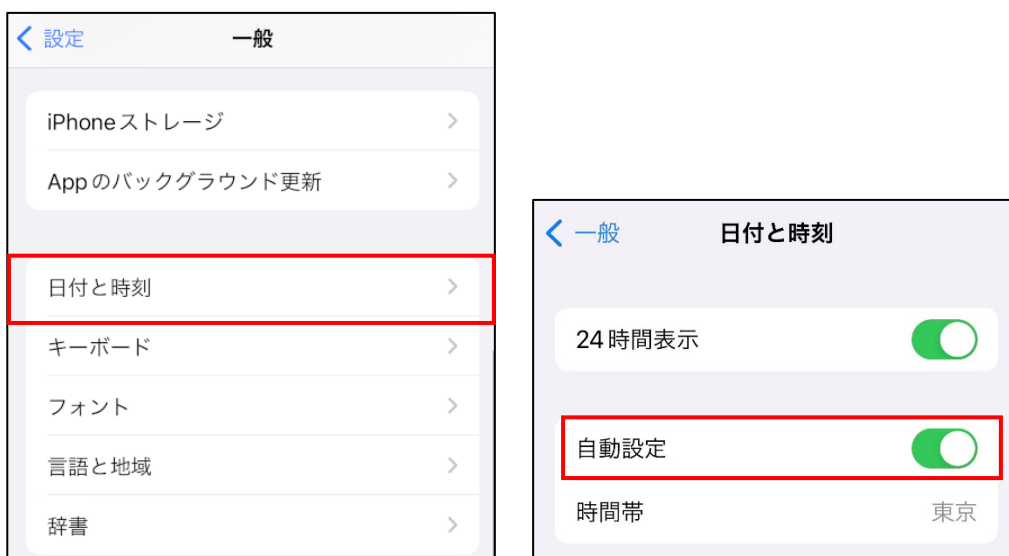 設定
一般
iPhoneストレージ
Appのバックグラウンド更新
日付と時刻
キーボード
フォント
言語と地域
辞書
一般
日付と時刻
24時間表示
自動設定
時間帯 東京